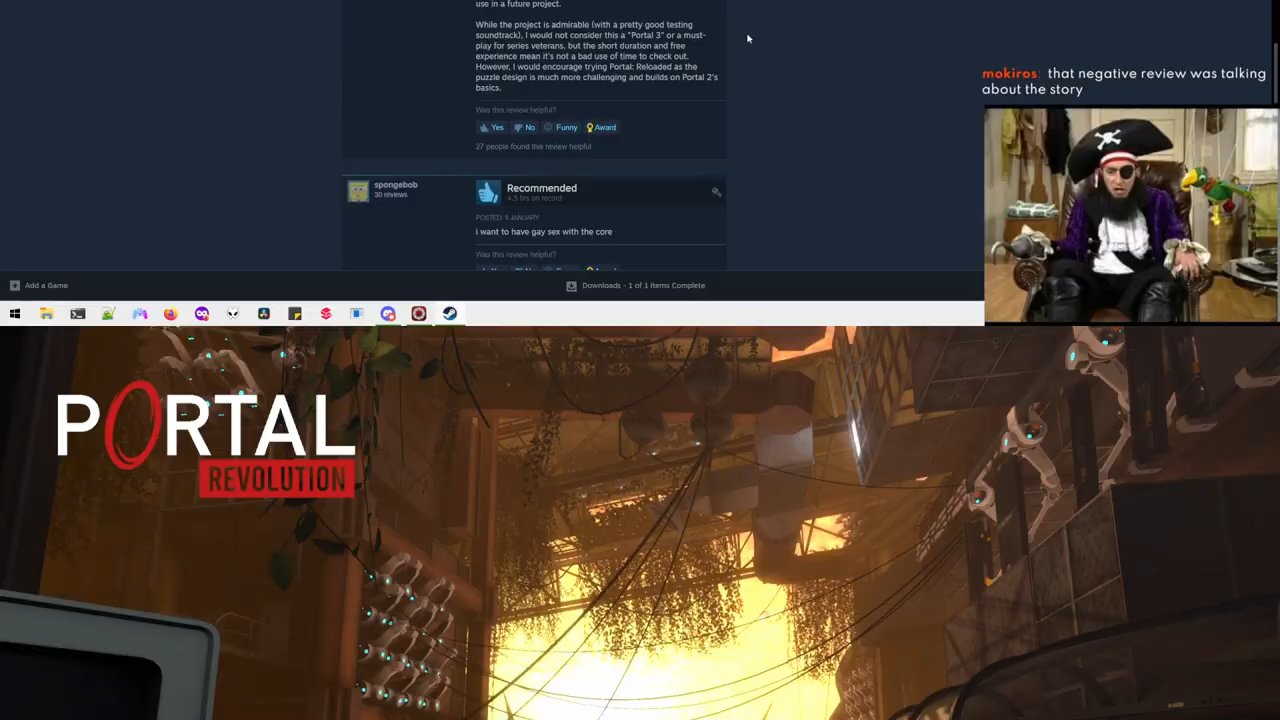 use in a future project.
While the project is admirable (with a pretty good testing
soundtrack), I would not consider this a "Portal 3" or a must-
play for series veterans, but the short duration and free
experience mean it's not a bad use of time to check out.
However, I would encourage trying Portal: Reloaded as the
puzzle design is much more challenging and builds on Portal 2's
basics.
Was this review helpful?
Yes No Funny Award
27 people found this review helpful
spongebob
30 reviews
Recommended
4.5 hrs on record
POSTED: 9 JANUARY
i want to have gay sex with the core
Was this review helpful?
Add a Game
Downloads - 1 of 1 Items Complete
mokiros: that negative review was talking
about the story
PORTAL
REVOLUTION